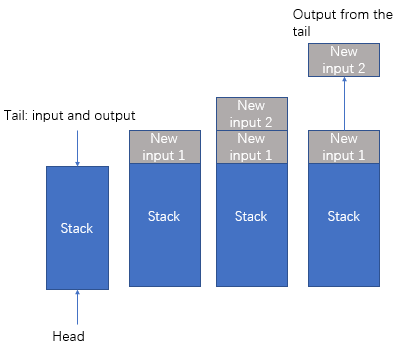 Output from the
tail
New
input 2
New
input 2
Tail: input and output
New
input 1
New
input 1
New
input 1
Stack
Stack
Stack
Stack
Head